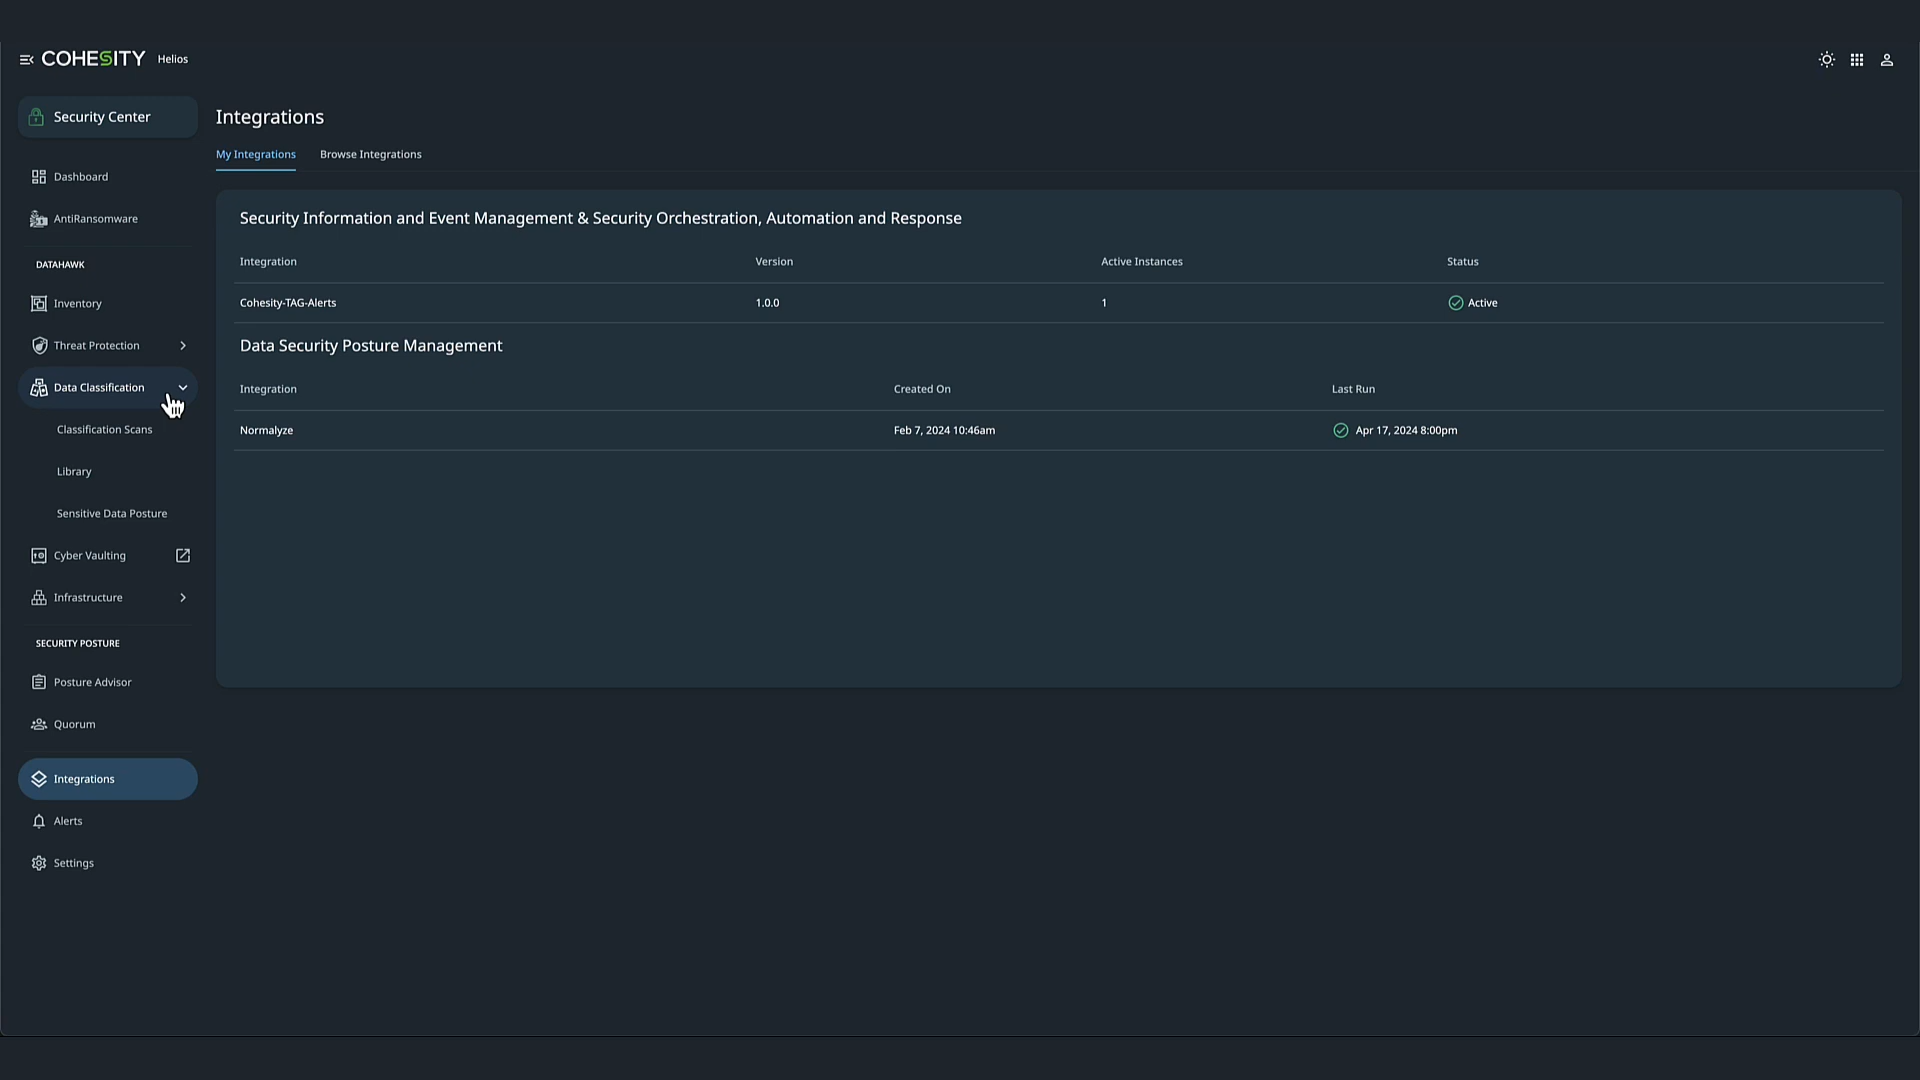 COHESITY Helios
Security Center
Dashboard
AntiRansomware
DATAHAWK
Inventory
Threat Protection
Data Classification
Classification Scans
Library
Sensitive Data Posture
Cyber Vaulting
Infrastructure
SECURITY POSTURE
Posture Advisor
Quorum
Integrations
Alerts
Settings
Integrations
My Integrations Browse Integrations
Security Information and Event Management & Security Orchestration, Automation and Response
Integration Version Active Instances Status
Cohesity-TAG-Alerts 1.0.0 1 Active
Data Security Posture Management
Integration Created On Last Run
Normalyze Feb 7, 2024 10:46am Apr 17, 2024 8:00pm